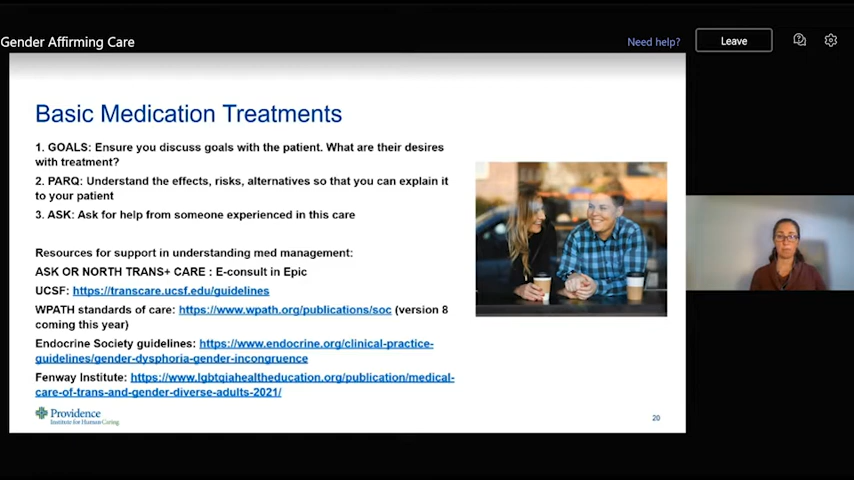 Gender Affirming Care
Need help?
Leave
Basic Medication Treatments
1. GOALS: Ensure you discuss goals with the patient. What are their desires
with treatment?
2. PARQ: Understand the effects, risks, alternatives so that you can explain it
to your patient
3. ASK: Ask for help from someone experienced in this care
Resources for support in understanding med management:
ASK OR NORTH TRANS+ CARE : E-consult in Epic
UCSF: https://transcare.ucsf.edu/guidelines
WPATH standards of care: https://www.wpath.org/publications/soc (version 8
coming this year)
Endocrine Society guidelines: https://www.endocrine.org/clinical-practice-
guidelines/gender-dysphoria-gender-incongruence
Fenway Institute: https://www.lgbtqiahealtheducation.org/publication/medical-
care-of-trans-and-gender-diverse-adults-2021/
Providence
Institute for Human Caring
20